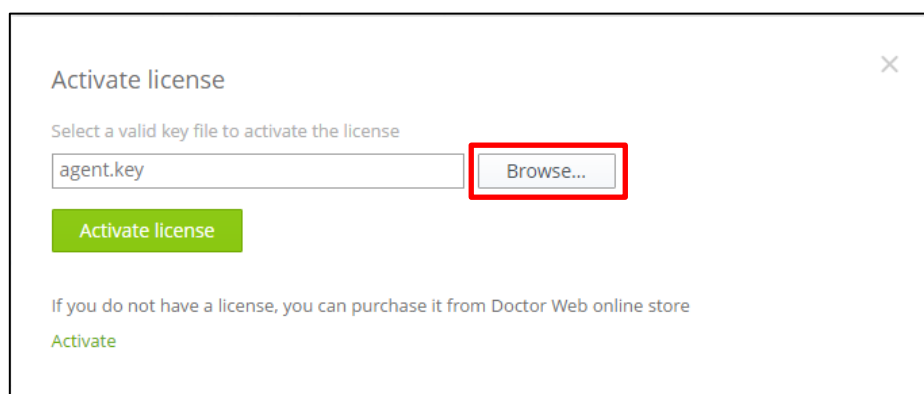 Activate license
Select a valid key file to activate the license
agent.key
Browse...
Activate license
If you do not have a license, you can purchase it from Doctor Web online store
Activate